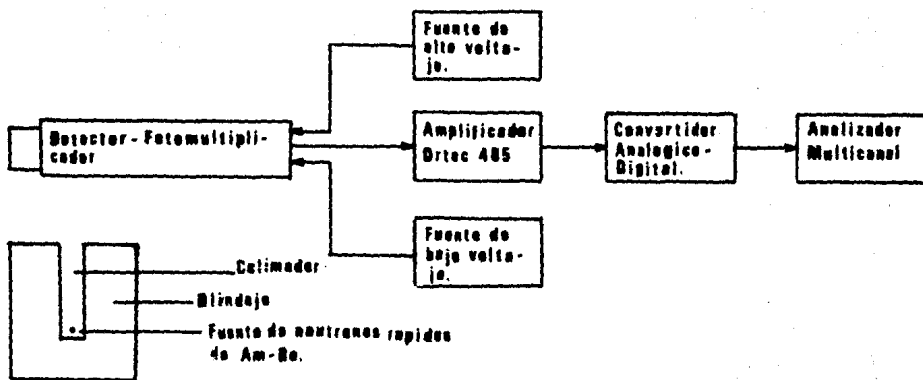 Fuente de
alto volta-
je.
Detector-Fotomultipli-
cador
Amplificador
Ortec 485
Convertidor
Analogico-
Digital.
Analizador
Multicanal
Fuente de
bajo volta-
je.
Colimador
Blindaje
Fuente de neutrones rapidos
de Am-Be.